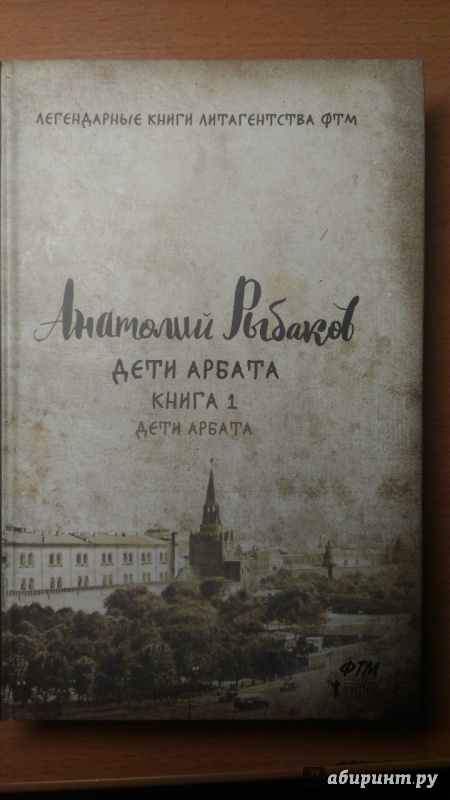 ЛЕГЕНДАРНЫЕ КНИГИ ЛИТАГЕНТСТВА ФТМ
Анатолий Рыбаков
ДЕТИ АРБАТА
КНИГА 1
ДЕТИ АРБАТА
ФТМ
абиринт.ру